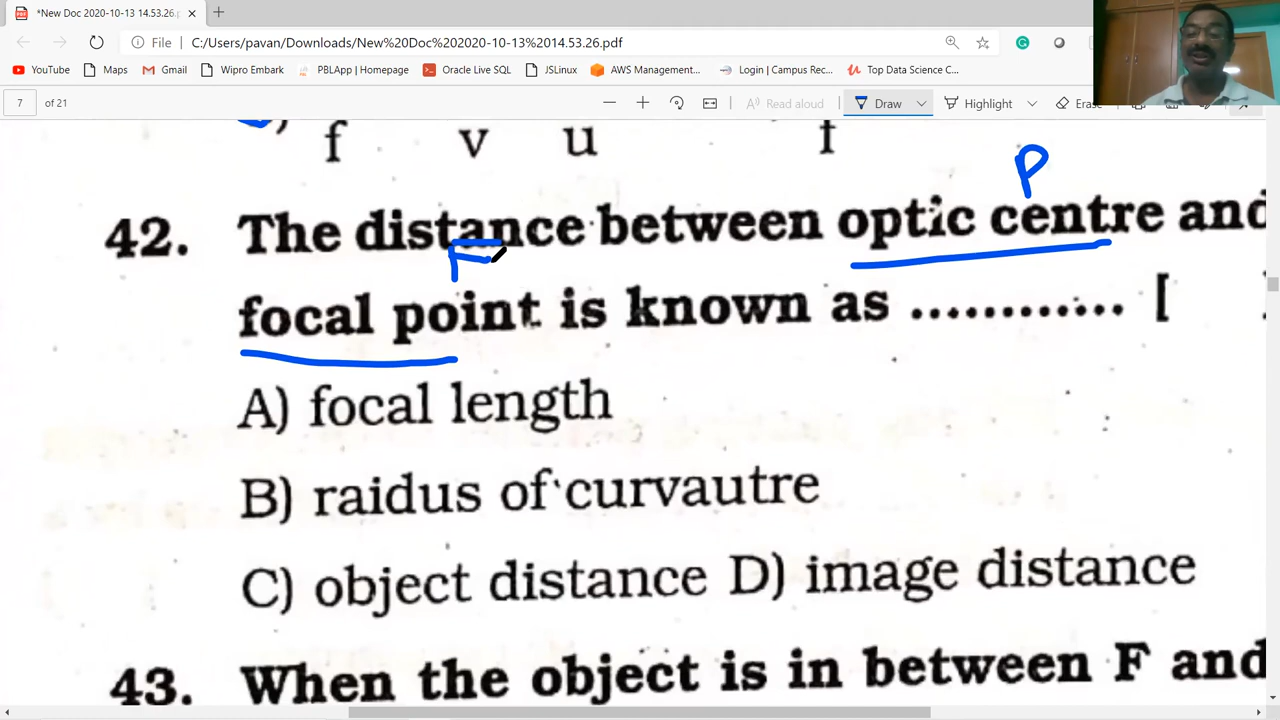 *New Doc 2020-10-13 14.53.26.p
File C:/Users/pavan/Downloads/New%20Doc%202020-10-13%2014.53.26.pdf
YouTube Maps Gmail Wipro Embark PBLApp | Homepage Oracle Live SQL JSLinux AWS Management... Login | Campus Rec... Top Data Science C...
7 of 21 Read aloud Draw Highlight Erase
f v u f
P
42. The distance between optic centre and
F
focal point is known as ............ [
A) focal length
B) raidus of curvautre
C) object distance D) image distance
43. When the object is in between F and